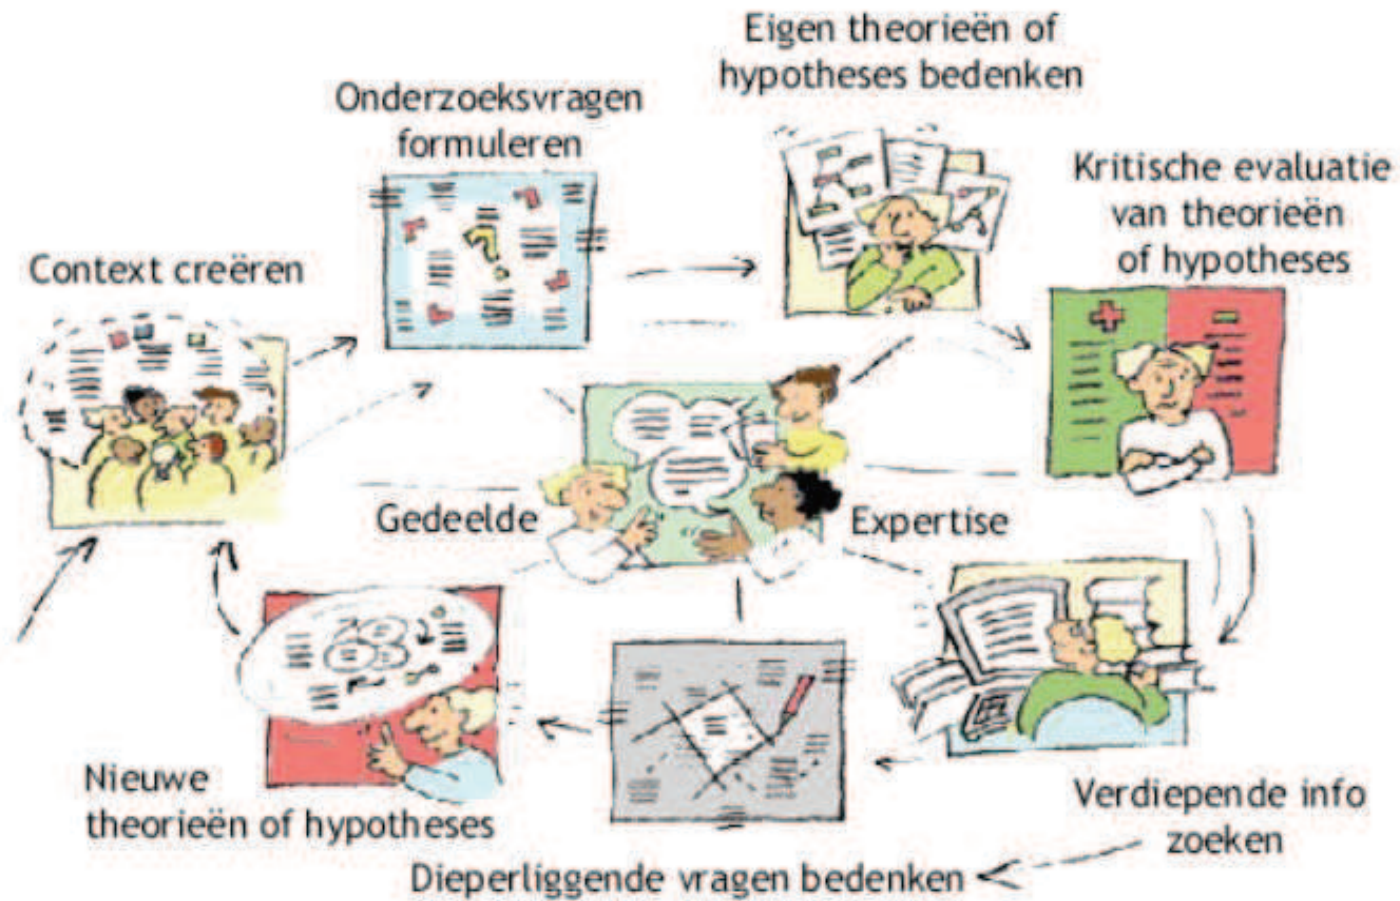 Eigen theorieën of
hypotheses bedenken
Onderzoeksvragen
formuleren
Kritische evaluatie
van theorieën
of hypotheses
Context creëren
Gedeelde
Expertise
Nieuwe
theorieën of hypotheses
Verdiepende info
zoeken
Dieperliggende vragen bedenken